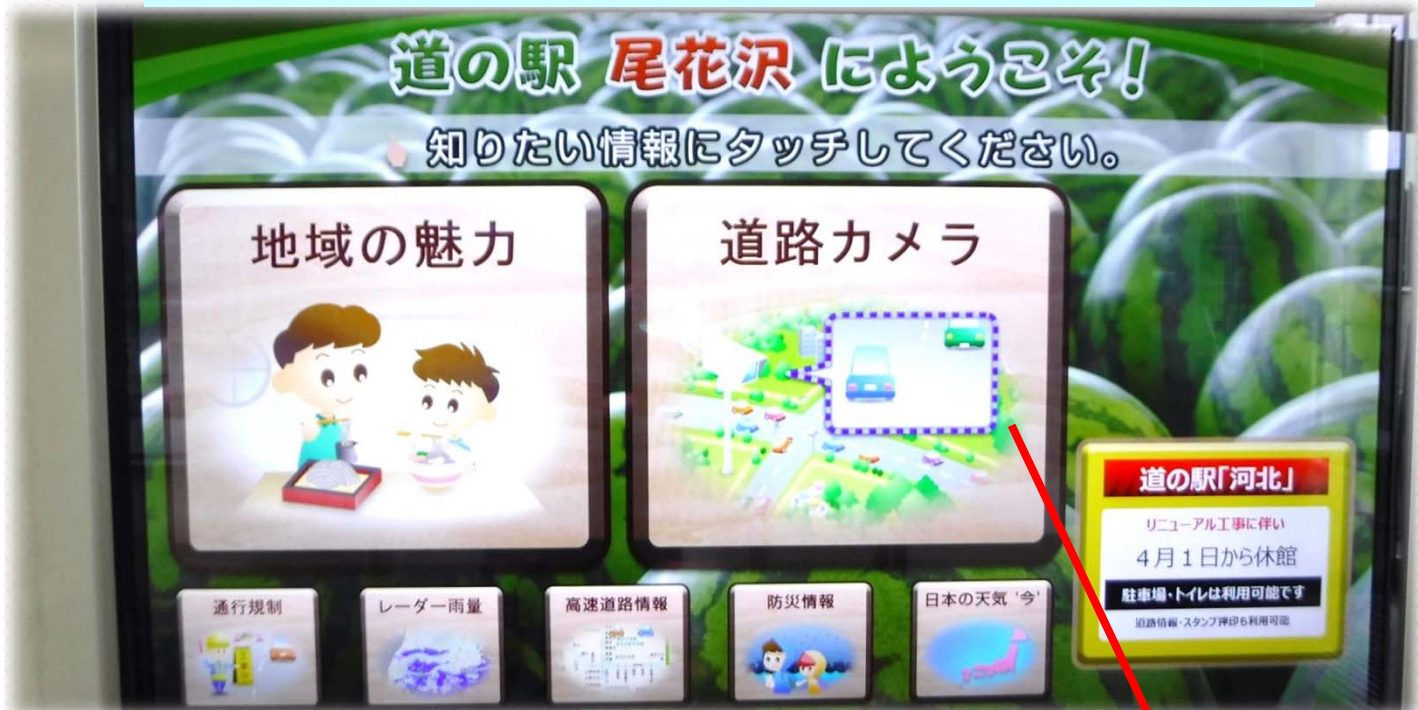 道の駅 尾花沢 にようこそ!
知りたい情報にタッチしてください。
地域の魅力
道路カメラ
道の駅「河北」
リニューアル工事に伴い
4月1日から休館
駐車場・トイレは利用可能です
道路情報・スタンプ押印も利用可能
通行規制
レーダー雨量
高速道路情報
防災情報
日本の天気 '今'